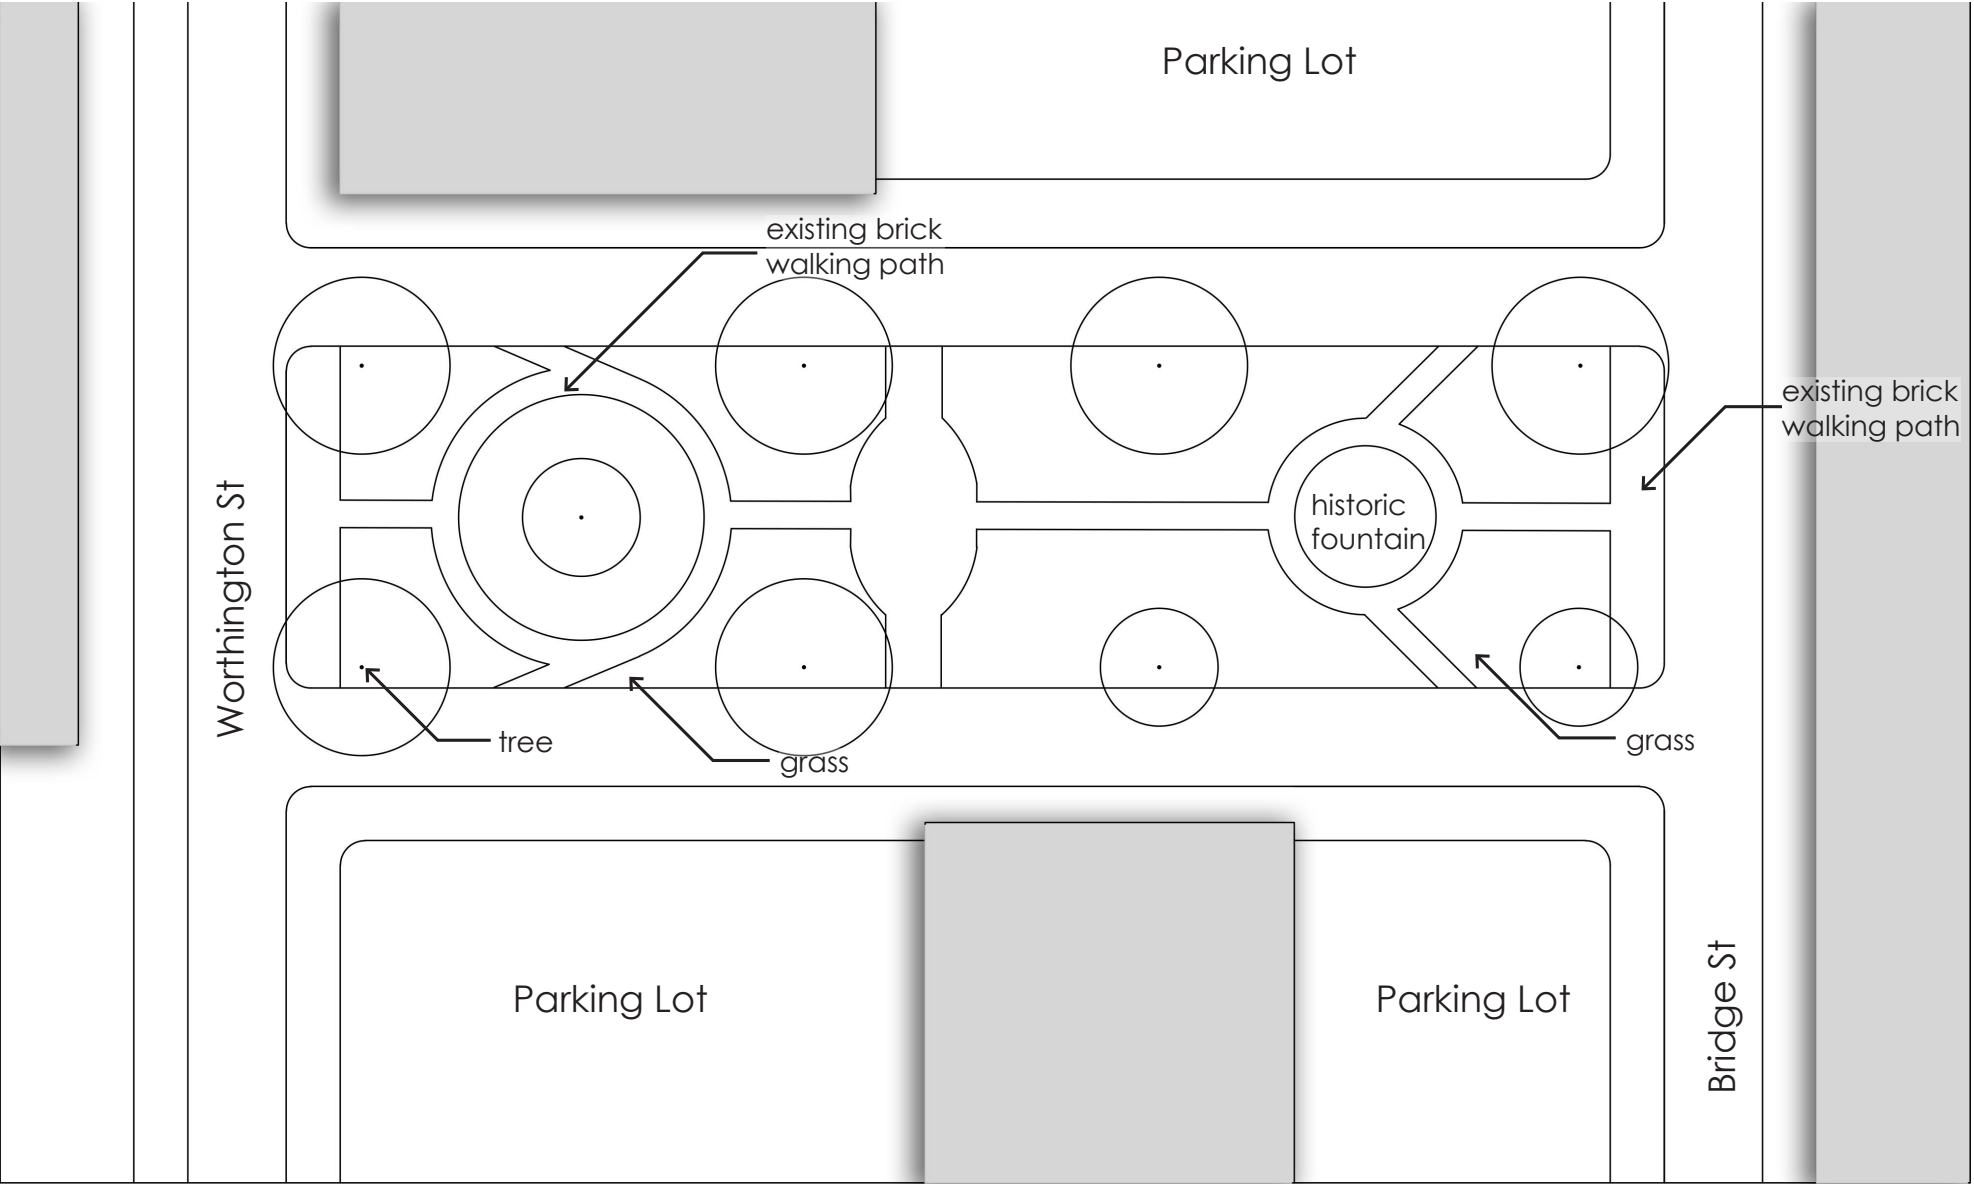 Parking Lot
existing brick
walking path
existing brick
walking path
historic
fountain
Worthington St
tree
grass
grass
Parking Lot
Parking Lot
Bridge St